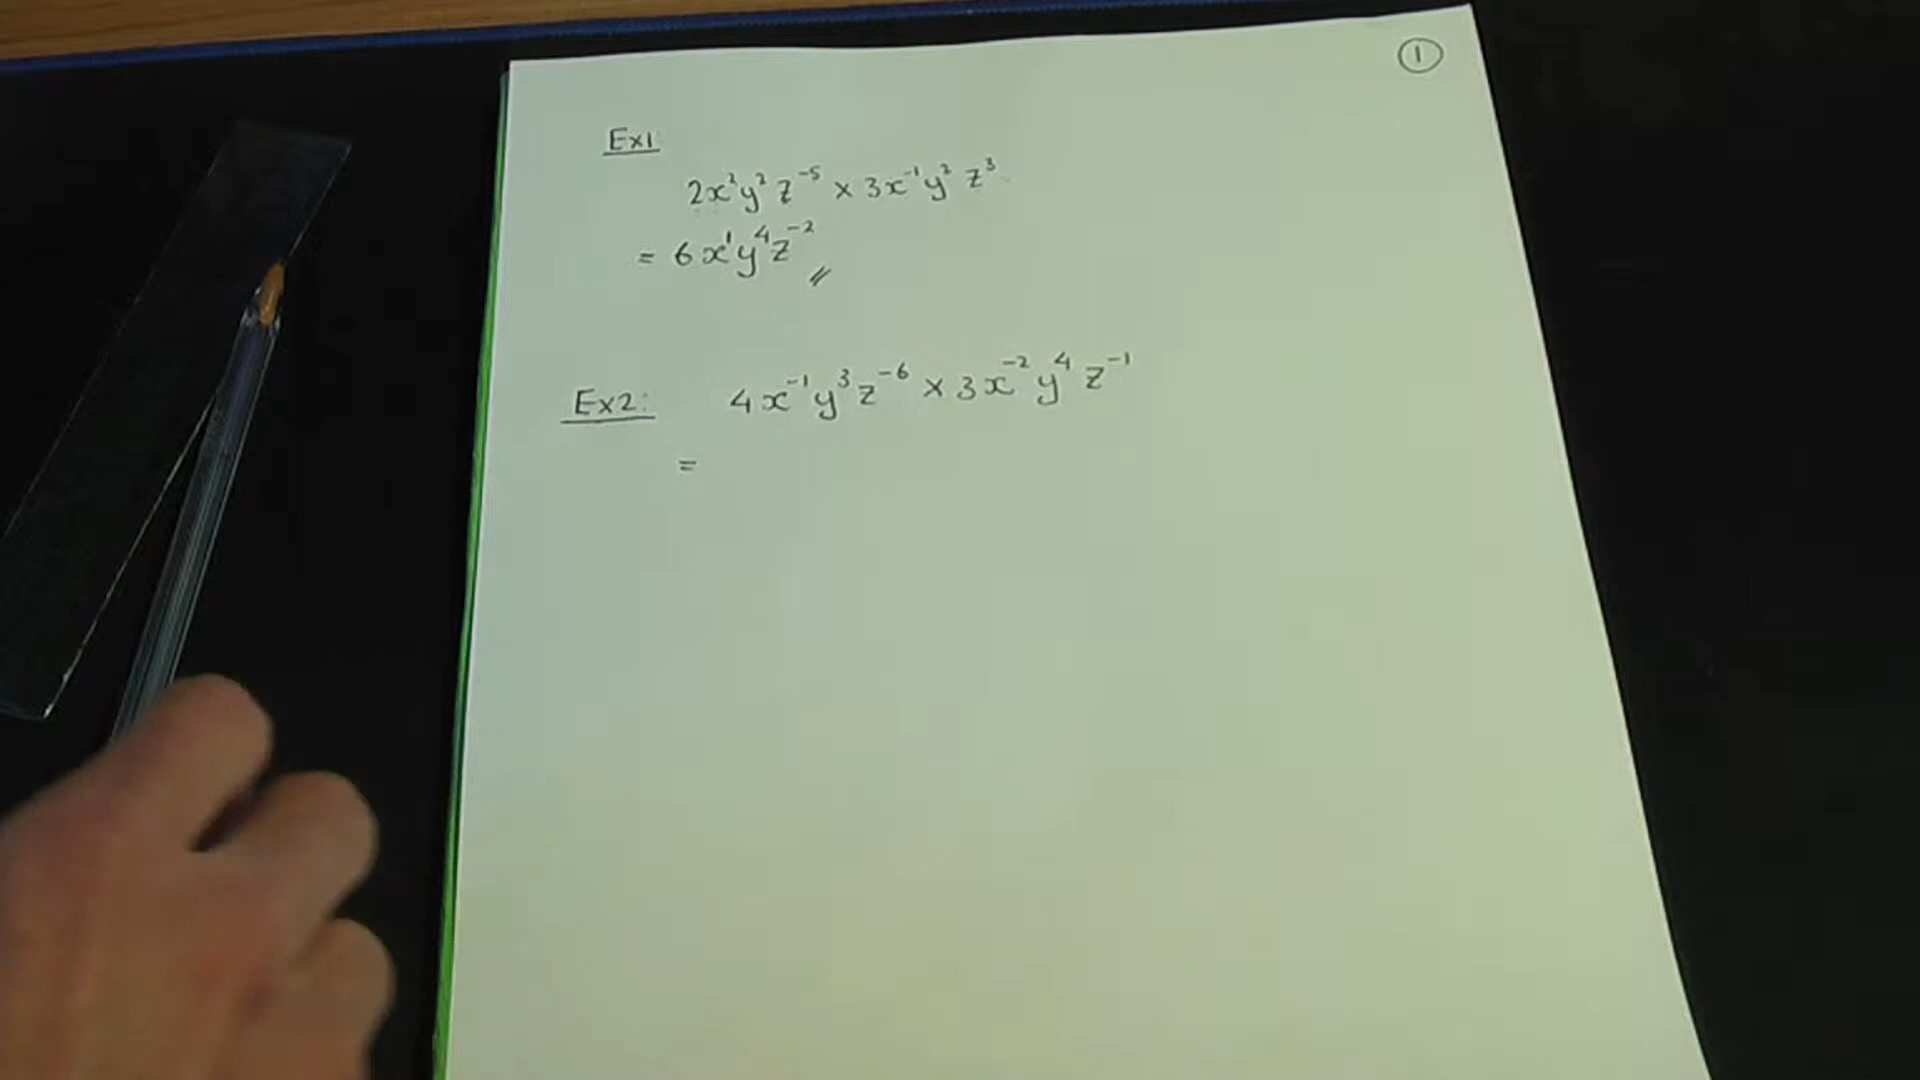 ①
Ex1
2x²y²z⁻⁵ × 3x⁻¹y²z³
= 6x¹y⁴z⁻² //
Ex2: 4x⁻¹y³z⁻⁶ × 3x⁻²y⁴z⁻¹
=